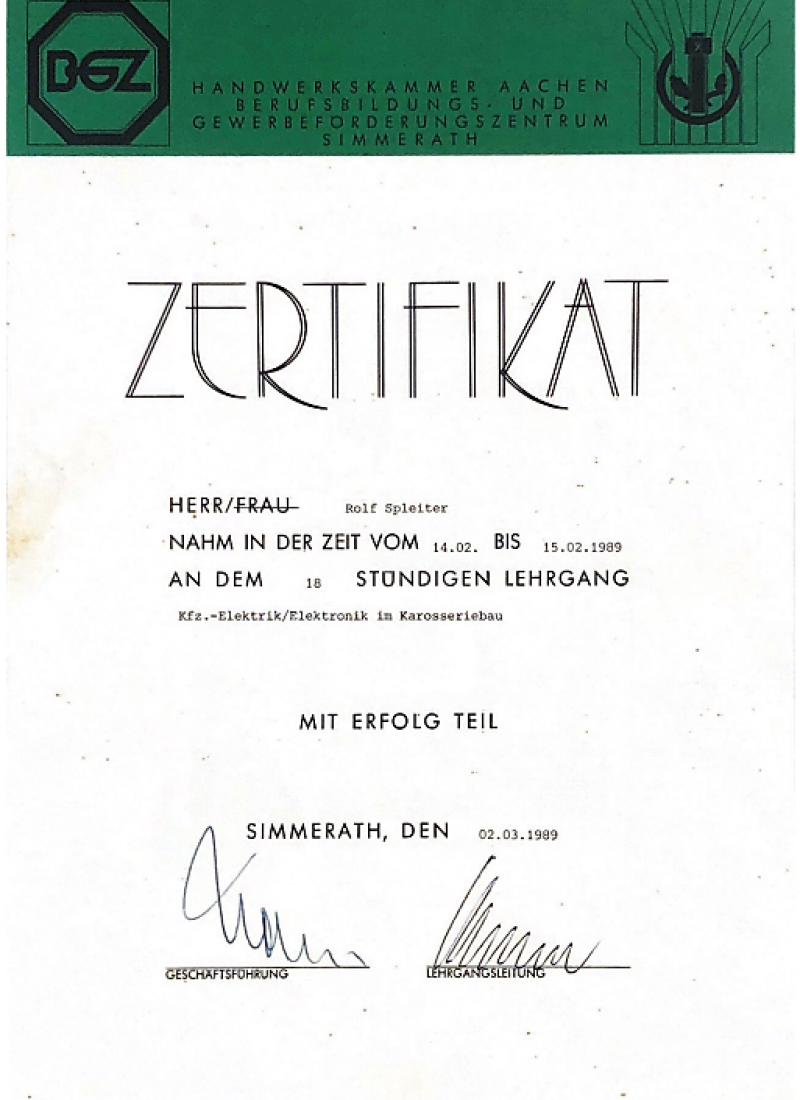 BGZ
HANDWERKSKAMMER AACHEN
BERUFSBILDUNGS- UND
GEWERBEFÖRDERUNGSZENTRUM
SIMMERATH
ZERTIFIKAT
HERR/FRAU Rolf Spleiter
NAHM IN DER ZEIT VOM 14.02. BIS 15.02.1989
AN DEM 18 STÜNDIGEN LEHRGANG
Kfz.-Elektrik/Elektronik im Karosseriebau
MIT ERFOLG TEIL
SIMMERATH, DEN 02.03.1989
GESCHÄFTSFÜHRUNG LEHRGANGSLEITUNG